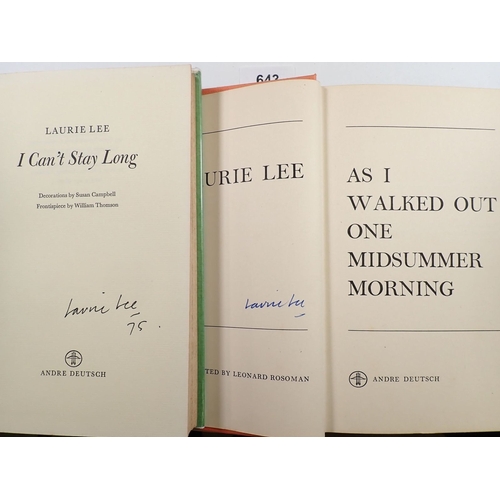 643
LAURIE LEE
I Can't Stay Long
Decorations by Susan Campbell
Frontispiece by William Thomson
Laurie Lee
75.
ANDRE DEUTSCH
URIE LEE
Laurie Lee
TED BY LEONARD ROSOMAN
AS I
WALKED OUT
ONE
MIDSUMMER
MORNING
ANDRE DEUTSCH